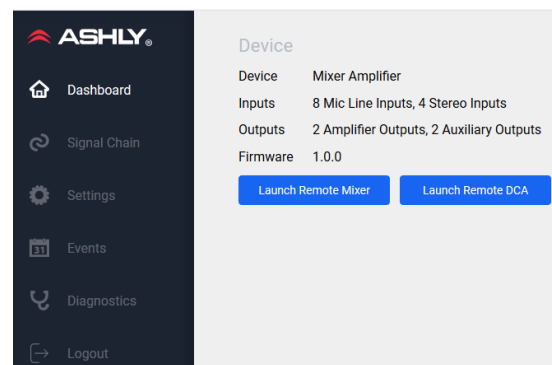 ASHLY®
Dashboard
Signal Chain
Settings
31
Events
Diagnostics
Logout
Device
Device Mixer Amplifier
Inputs 8 Mic Line Inputs, 4 Stereo Inputs
Outputs 2 Amplifier Outputs, 2 Auxiliary Outputs
Firmware 1.0.0
Launch Remote Mixer
Launch Remote DCA